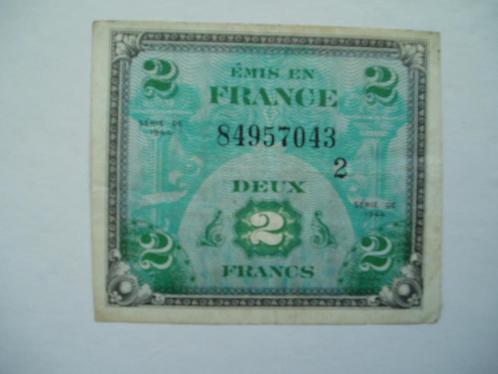 2 2
ÉMIS EN
FRANCE
SÉRIE DE
1944
84957043
2
DEUX
SÉRIE DE
1944
2
2 2
FRANCS